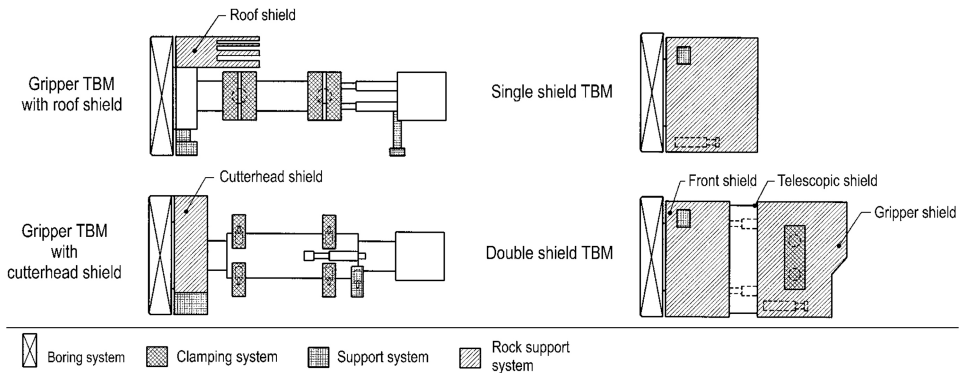 Roof shield
Gripper TBM
with roof shield
Single shield TBM
Cutterhead shield
Gripper TBM
with
cutterhead shield
Front shield
Telescopic shield
Gripper shield
Double shield TBM
Boring system
Clamping system
Support system
Rock support
system